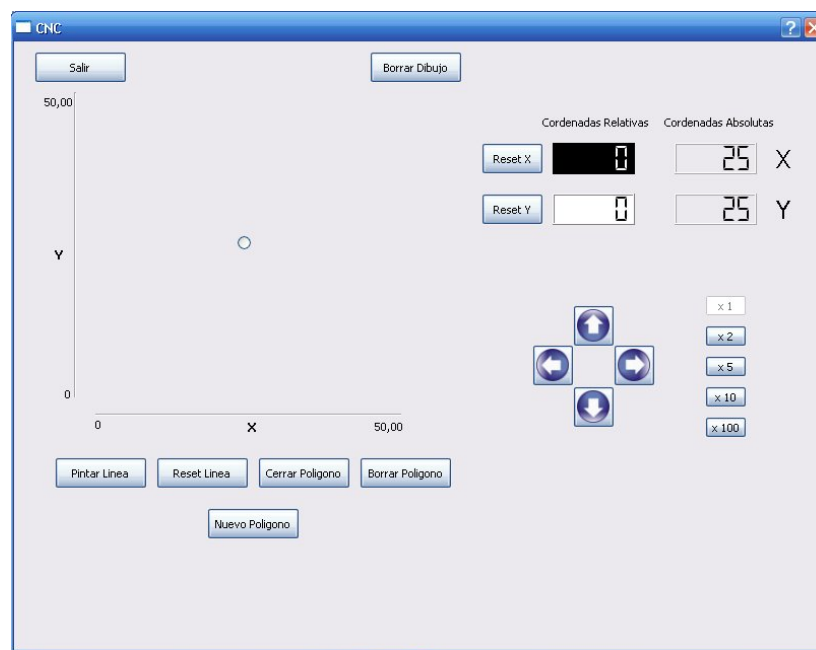 CNC
Salir
Borrar Dibujo
50,00
Cordenadas Relativas
Cordenadas Absolutas
Reset X
0
25
X
Reset Y
0
25
Y
Y
x 1
x 2
x 5
x 10
x 100
0
0
X
50,00
Pintar Linea
Reset Linea
Cerrar Poligono
Borrar Poligono
Nuevo Poligono